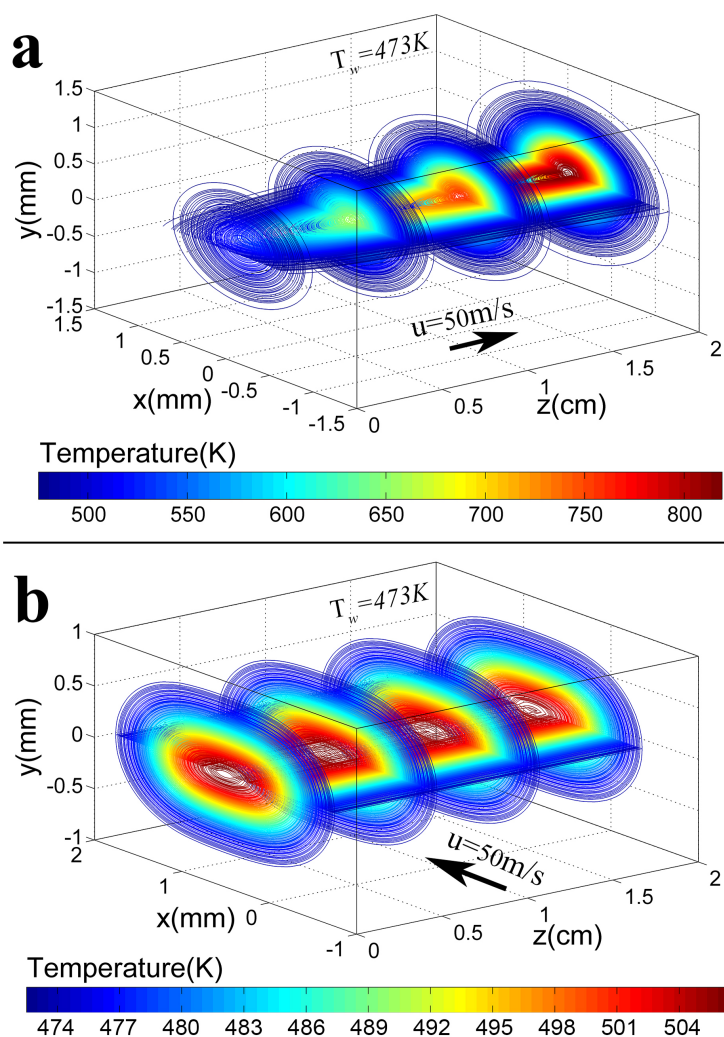 a
T_w=473K
1.5
1
0.5
0
-0.5
-1
-1.5
y(mm)
1.5
1
0.5
0
-0.5
-1
-1.5
x(mm)
u=50m/s
0
0.5
1
1.5
2
z(cm)
Temperature(K)
500 550 600 650 700 750 800
b
T_w=473K
1
0.5
0
-0.5
-1
y(mm)
2
1
0
-1
x(mm)
u=50m/s
0
0.5
1
1.5
2
z(cm)
Temperature(K)
474 477 480 483 486 489 492 495 498 501 504